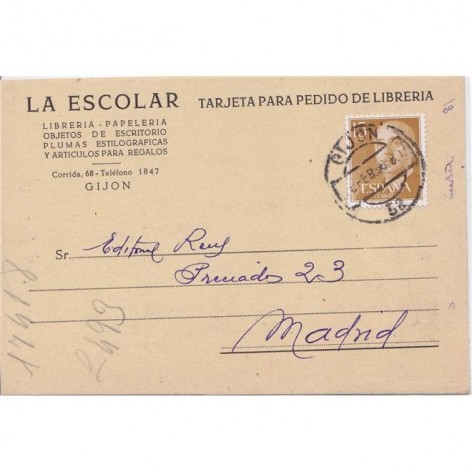 LA ESCOLAR
LIBRERIA - PAPELERIA
OBJETOS DE ESCRITORIO
PLUMAS ESTILOGRAFICAS
Y ARTICULOS PARA REGALOS
Corrida, 68 - Teléfono 1847
GIJON
TARJETA PARA PEDIDO DE LIBRERIA
ESPAÑA
GIJON
Sr. Editorial Reus
Preciados 23
Madrid
2493